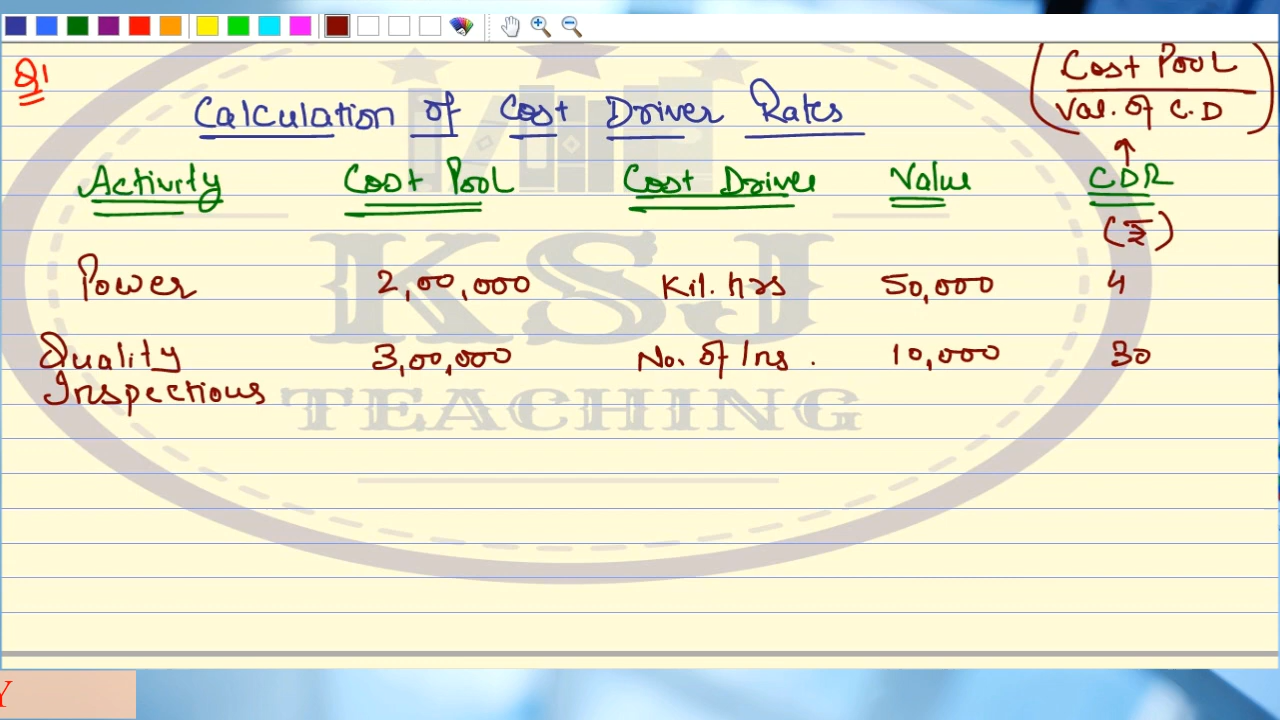 Q1
Cost Pool
Val. of C.D
Calculation of Cost Driver Rates
Activity Cost Pool Cost Driver Value CDR
(₹)
Power 2,00,000 Kil. hrs 50,000 4
Quality 3,00,000 No. of Ins. 10,000 30
Inspections
KSJ
TEACHING
Y